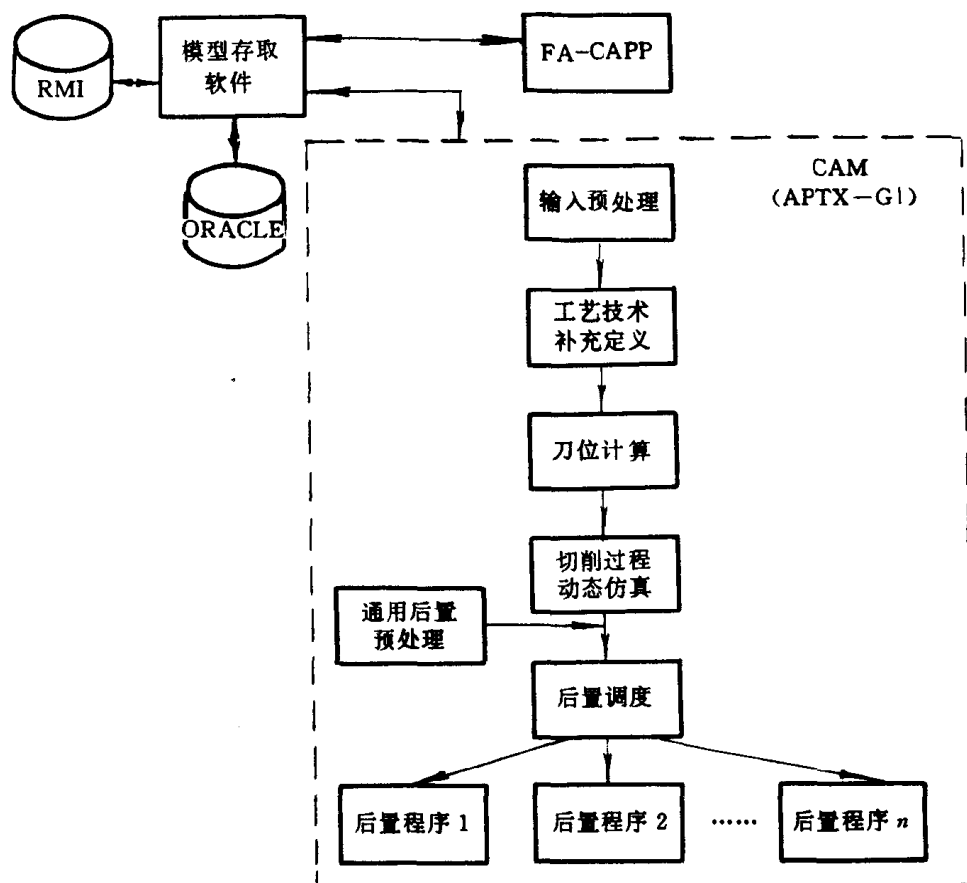 RMI
模型存取
软件
FA-CAPP
ORACLE
CAM
(APTX-GI)
输入预处理
工艺技术
补充定义
刀位计算
切削过程
动态仿真
通用后置
预处理
后置调度
后置程序 1
后置程序 2
……
后置程序 n